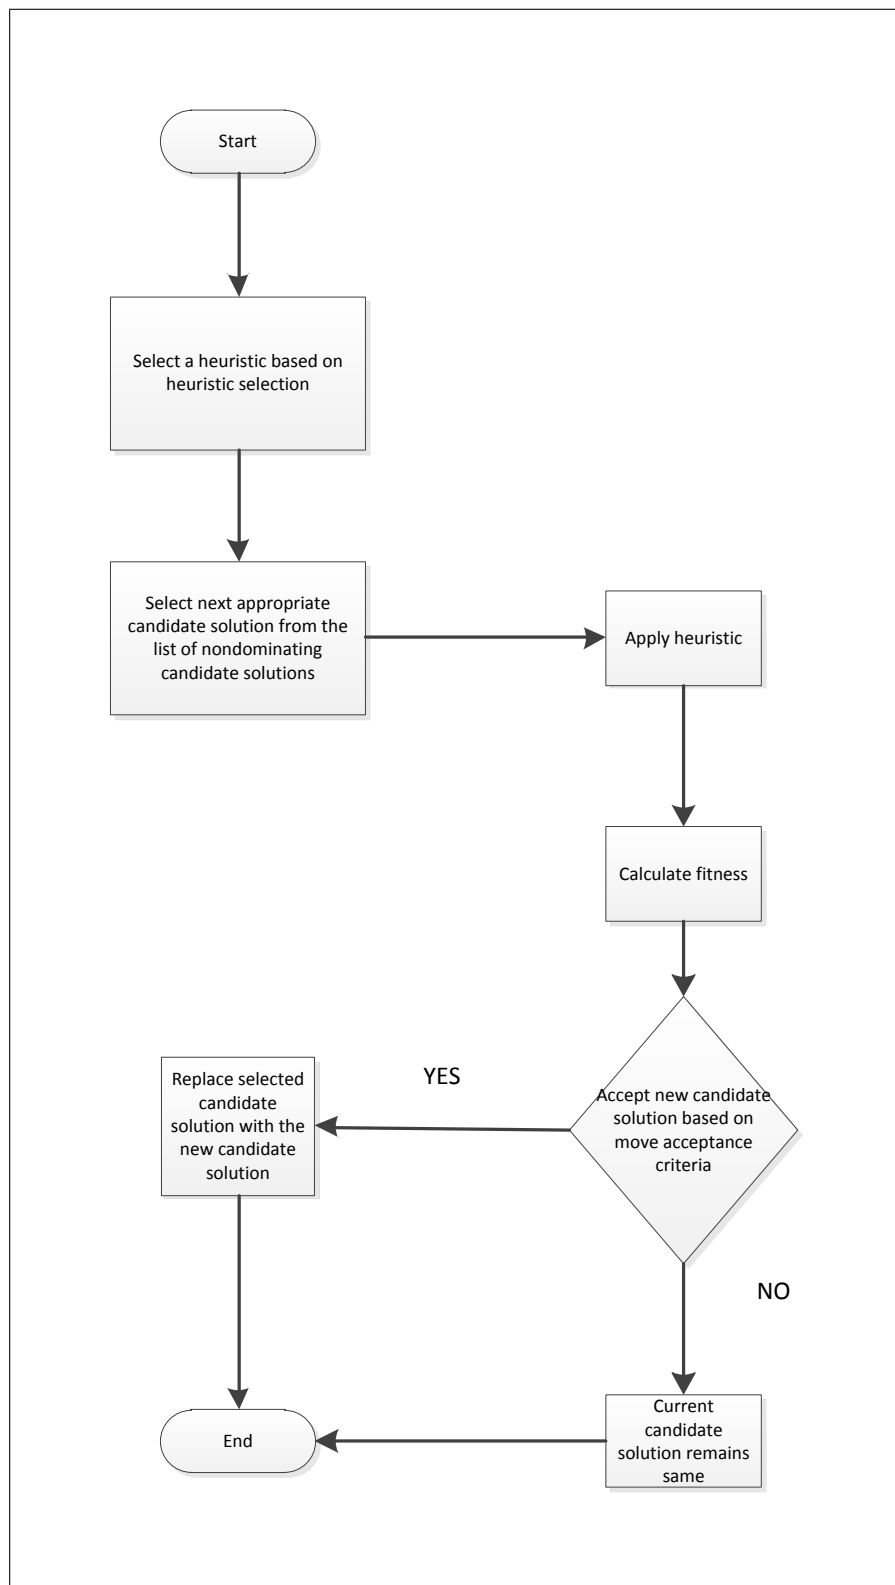 Start
Select a heuristic based on
heuristic selection
Select next appropriate
candidate solution from the
list of nondominating
candidate solutions
Apply heuristic
Calculate fitness
Accept new candidate
solution based on
move acceptance
criteria
YES
Replace selected
candidate
solution with the
new candidate
solution
NO
Current
candidate
solution remains
same
End